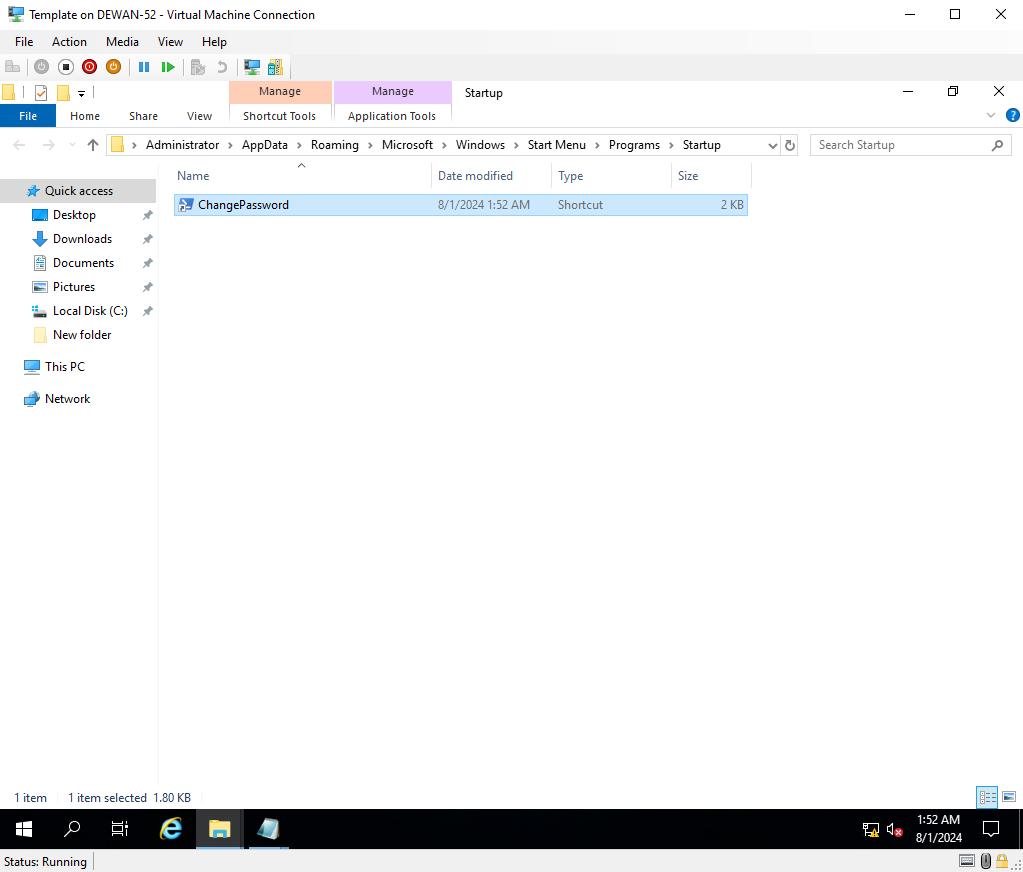 Template on DEWAN-52 - Virtual Machine Connection
File Action Media View Help
Manage Manage Startup
File Home Share View Shortcut Tools Application Tools
Administrator AppData Roaming Microsoft Windows Start Menu Programs Startup Search Startup
Name Date modified Type Size
Quick access
ChangePassword 8/1/2024 1:52 AM Shortcut 2 KB
Desktop
Downloads
Documents
Pictures
Local Disk (C:)
New folder
This PC
Network
1 item 1 item selected 1.80 KB
1:52 AM
8/1/2024
Status: Running